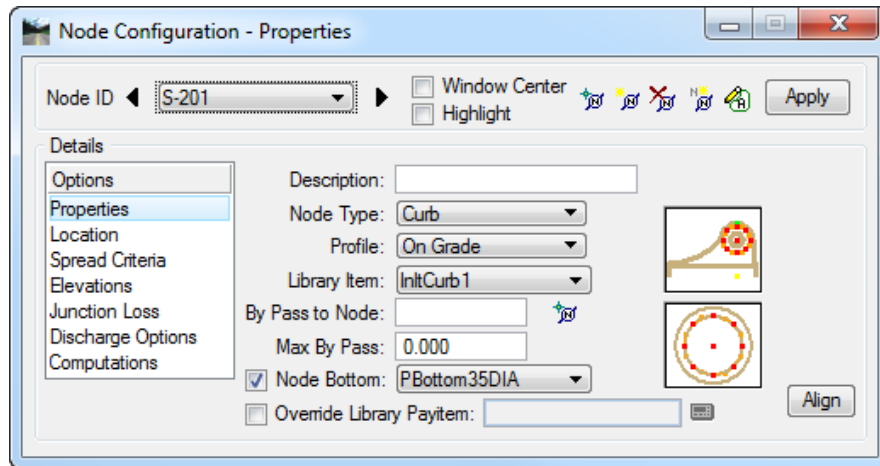 Node Configuration - Properties
Node ID S-201 Window Center Apply
Highlight
Details
Options
Properties
Location
Spread Criteria
Elevations
Junction Loss
Discharge Options
Computations
Description:
Node Type: Curb
Profile: On Grade
Library Item: InltCurb1
By Pass to Node:
Max By Pass: 0.000
Node Bottom: PBottom35DIA
Override Library Payitem:
Align